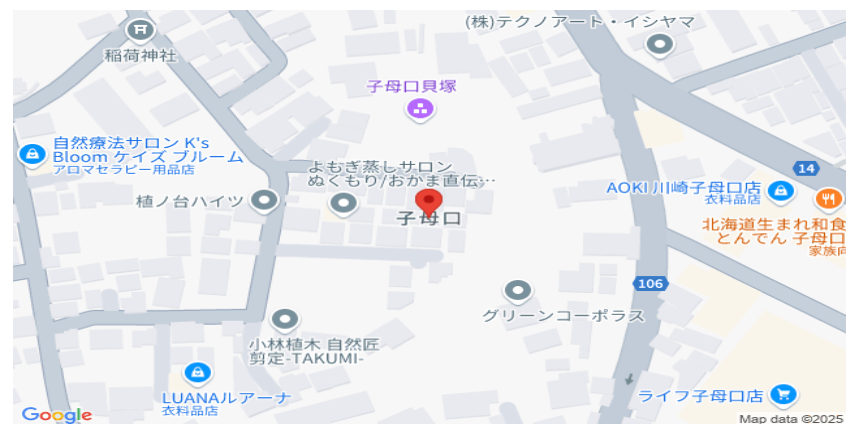 (株)テクノアート・イシヤマ
稲荷神社
子母口貝塚
自然療法サロン K's
Bloom ケイズ ブルーム
アロマセラピー用品店
よもぎ蒸しサロン
ぬくもり/おかま直伝…
14
AOKI 川崎子母口店
衣料品店
植ノ台ハイツ
子母口
北海道生まれ和食
とんでん 子母口
家族向
106
グリーンコーポラス
小林植木 自然匠
剪定-TAKUMI-
LUANAルアーナ
衣料品店
ライフ子母口店
Google
Map data ©2025